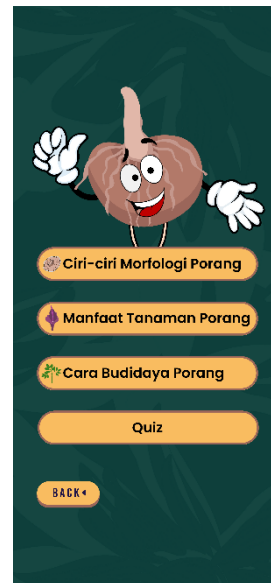 Ciri-ciri Morfologi Porang
Manfaat Tanaman Porang
Cara Budidaya Porang
Quiz
BACK